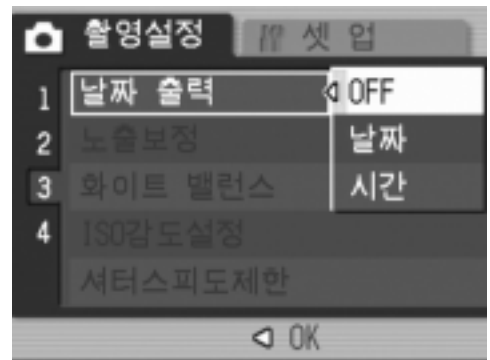 촬영설정 셋 업
1 날짜 출력 OFF
2 노출보정 날짜
3 화이트 밸런스 시간
4 ISO감도설정
셔터스피드제한
OK